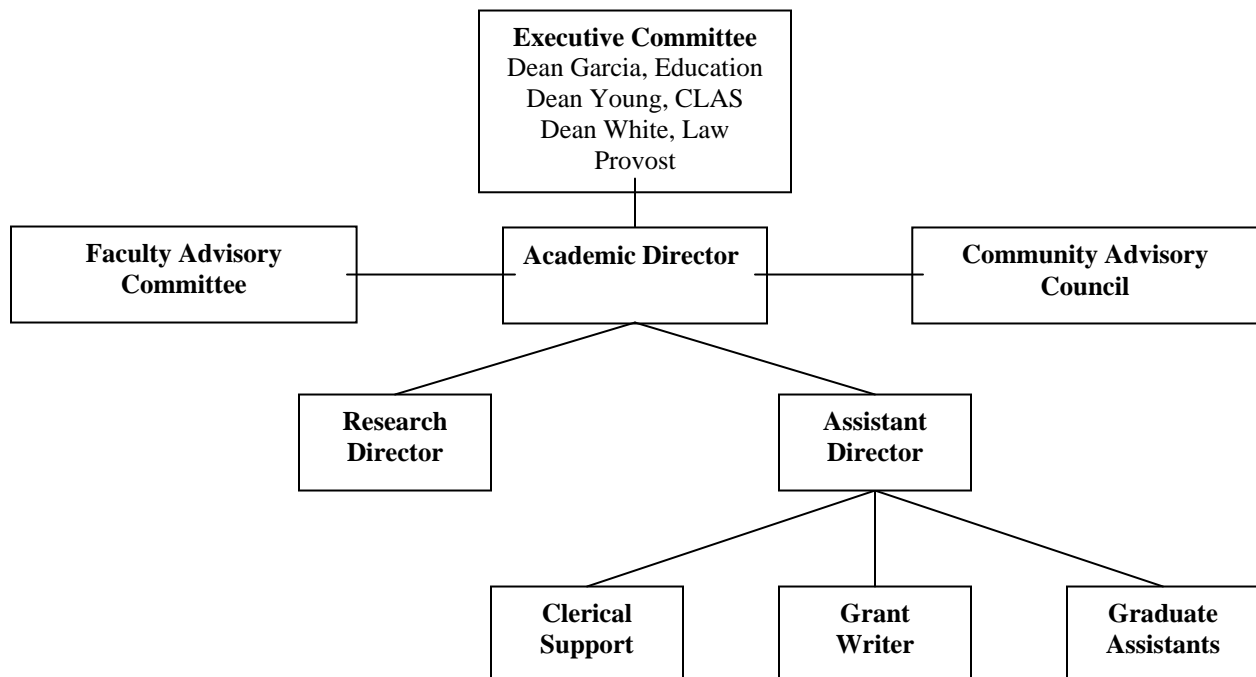 Executive Committee
Dean Garcia, Education
Dean Young, CLAS
Dean White, Law
Provost
Faculty Advisory
Committee
Academic Director
Community Advisory
Council
Research
Director
Assistant
Director
Clerical
Support
Grant
Writer
Graduate
Assistants